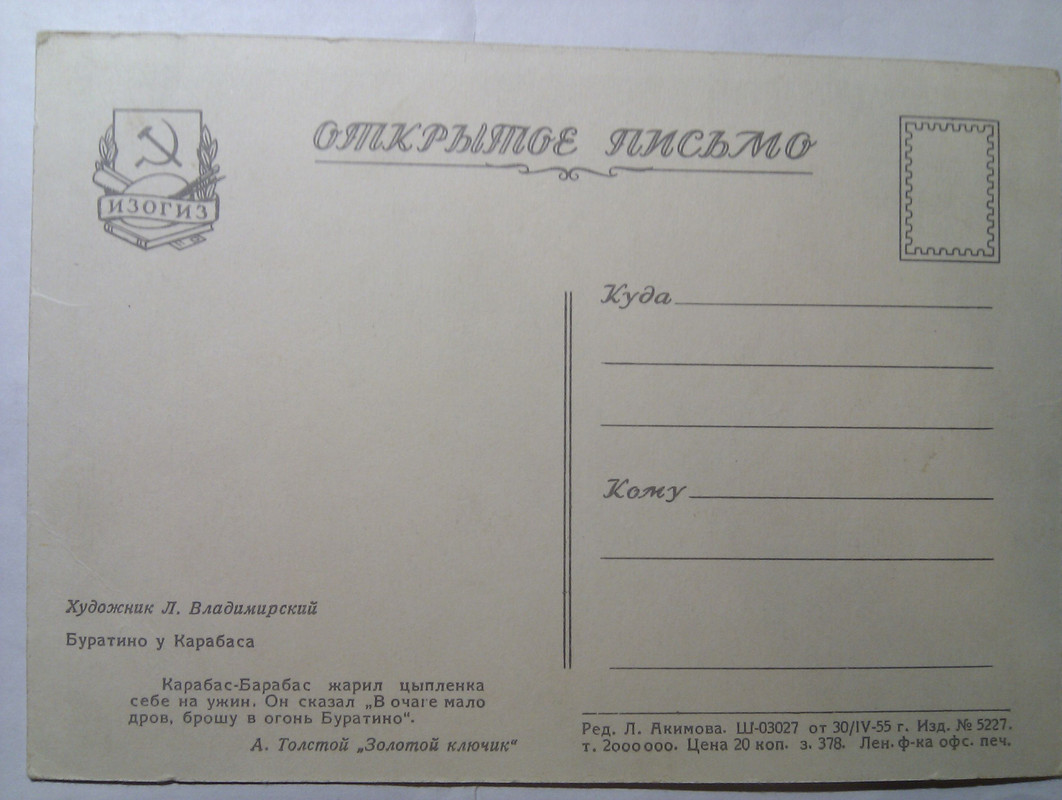 ОТКРЫТОЕ ПИСЬМО
ИЗОГИЗ
Куда
Кому
Художник Л. Владимирский
Буратино у Карабаса
Карабас-Барабас жарил цыпленка
себе на ужин. Он сказал „В очаге мало
дров, брошу в огонь Буратино“.
А. Толстой „Золотой ключик“
Ред. Л. Акимова. Ш-03027 от 30/IV-55 г. Изд. № 5227.
т. 2000000. Цена 20 коп. з. 378. Лен. ф-ка офс. печ.